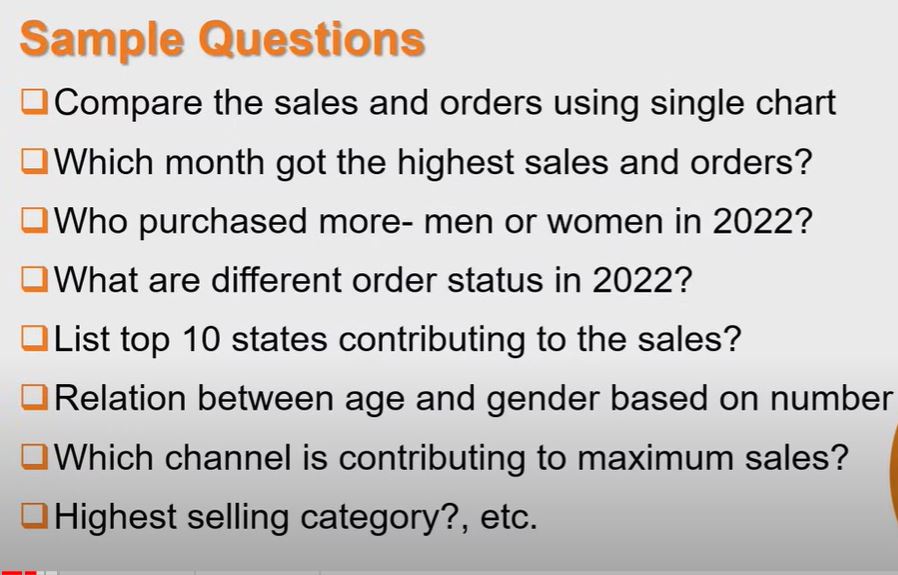 Sample Questions
Compare the sales and orders using single chart
Which month got the highest sales and orders?
Who purchased more- men or women in 2022?
What are different order status in 2022?
List top 10 states contributing to the sales?
Relation between age and gender based on number
Which channel is contributing to maximum sales?
Highest selling category?, etc.